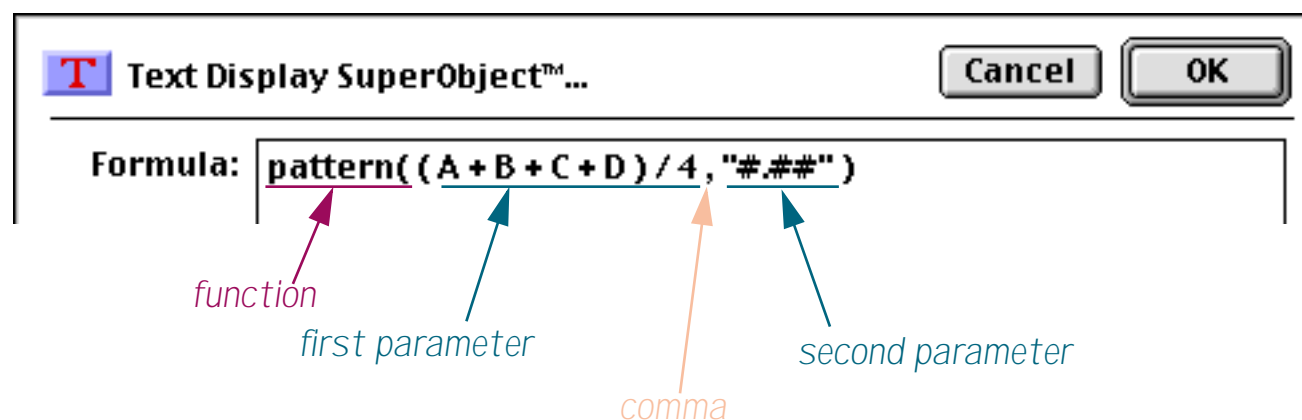 T Text Display SuperObject™...
Cancel
OK
Formula: pattern((A+B+C+D)/4,"#.##")
function
first parameter
second parameter
comma